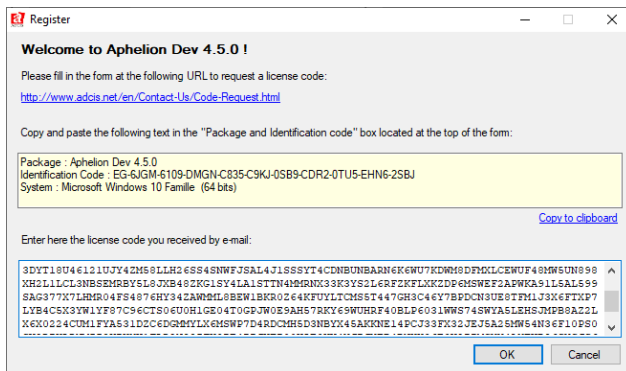 Register
Welcome to Aphelion Dev 4.5.0 !
Please fill in the form at the following URL to request a license code:
http://www.adcis.net/en/Contact-Us/Code-Request.html
Copy and paste the following text in the "Package and Identification code" box located at the top of the form:
Package : Aphelion Dev 4.5.0
Identification Code : EG-6JGM-6109-DMGN-C835-C9KJ-0SB9-CDR2-0TU5-EHN6-2SBJ
System : Microsoft Windows 10 Famille (64 bits)
Copy to clipboard
Enter here the license code you received by e-mail:
3DYT18U46121UJY4ZM58LLH26SS4SNWFJSAL4J1SSSYT4CDNBUNBARN6K6WU7KDWM8DFMXLCEWUF48MW5UN898
XH2L1LCL3NBSEMRBY5L8JXB48ZKG1SY4LA1STTN4MMRNX33K3YS2L6RFZKFLXKZDP6MSWEF2APWKA91L5AL599
SAG377X7LHMR04FS4876HY34ZAWMML8BEW1BKR0Z64KFUYLTCMS5T447GH3C46Y7BPDCN3UE8TFM1J3X6FTXP7
LYB4C5X3YW1YF87C96CTS06U0H1GE04T0GPJW0E9AH57RKY69WUHRF40BLP6031WWS74SWYA5LEHSJMPB8AZ2L
X6X0224CUM1FYA531DZC6DGMMYLX6MSWP7D4RDCMH5D3NBYX45AKKNE14PCJ33FX32JEJ5A25MW54N36F10PS0
OK
Cancel